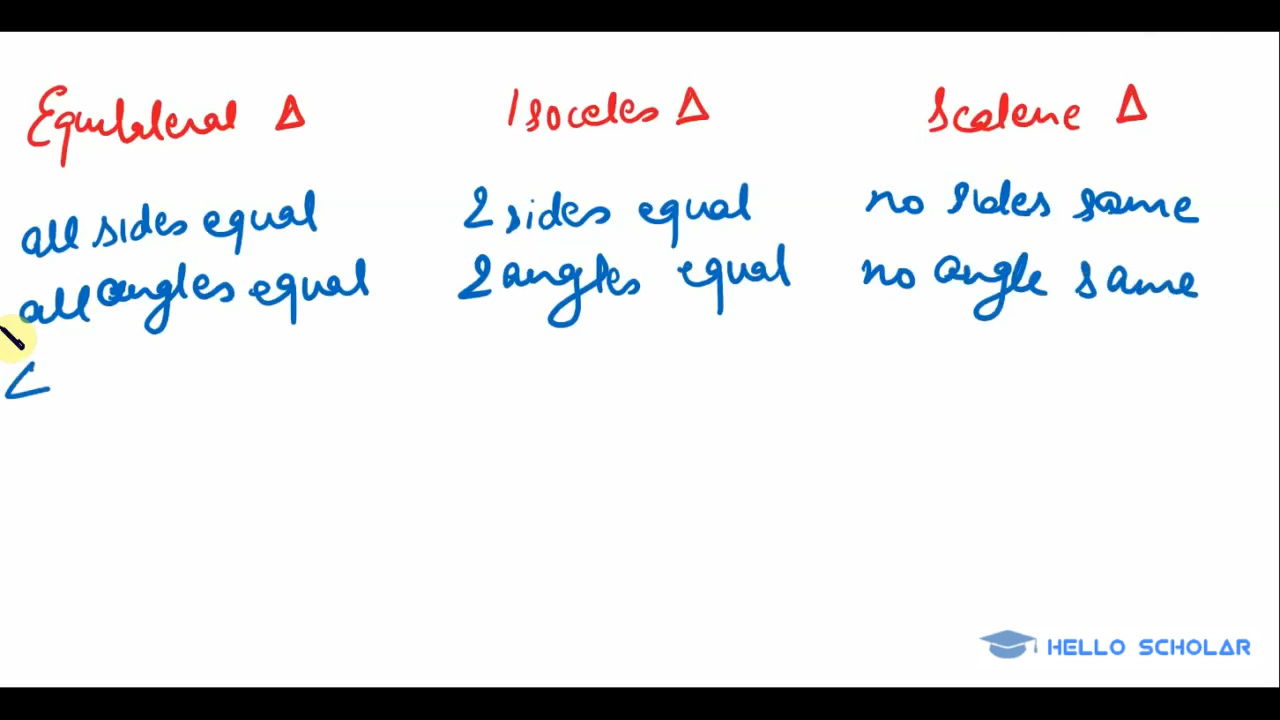 Equilateral Δ
Isoceles Δ
Scalene Δ
all sides equal
2 sides equal
no sides same
all angles equal
2 angles equal
no angle same
∠
HELLO SCHOLAR